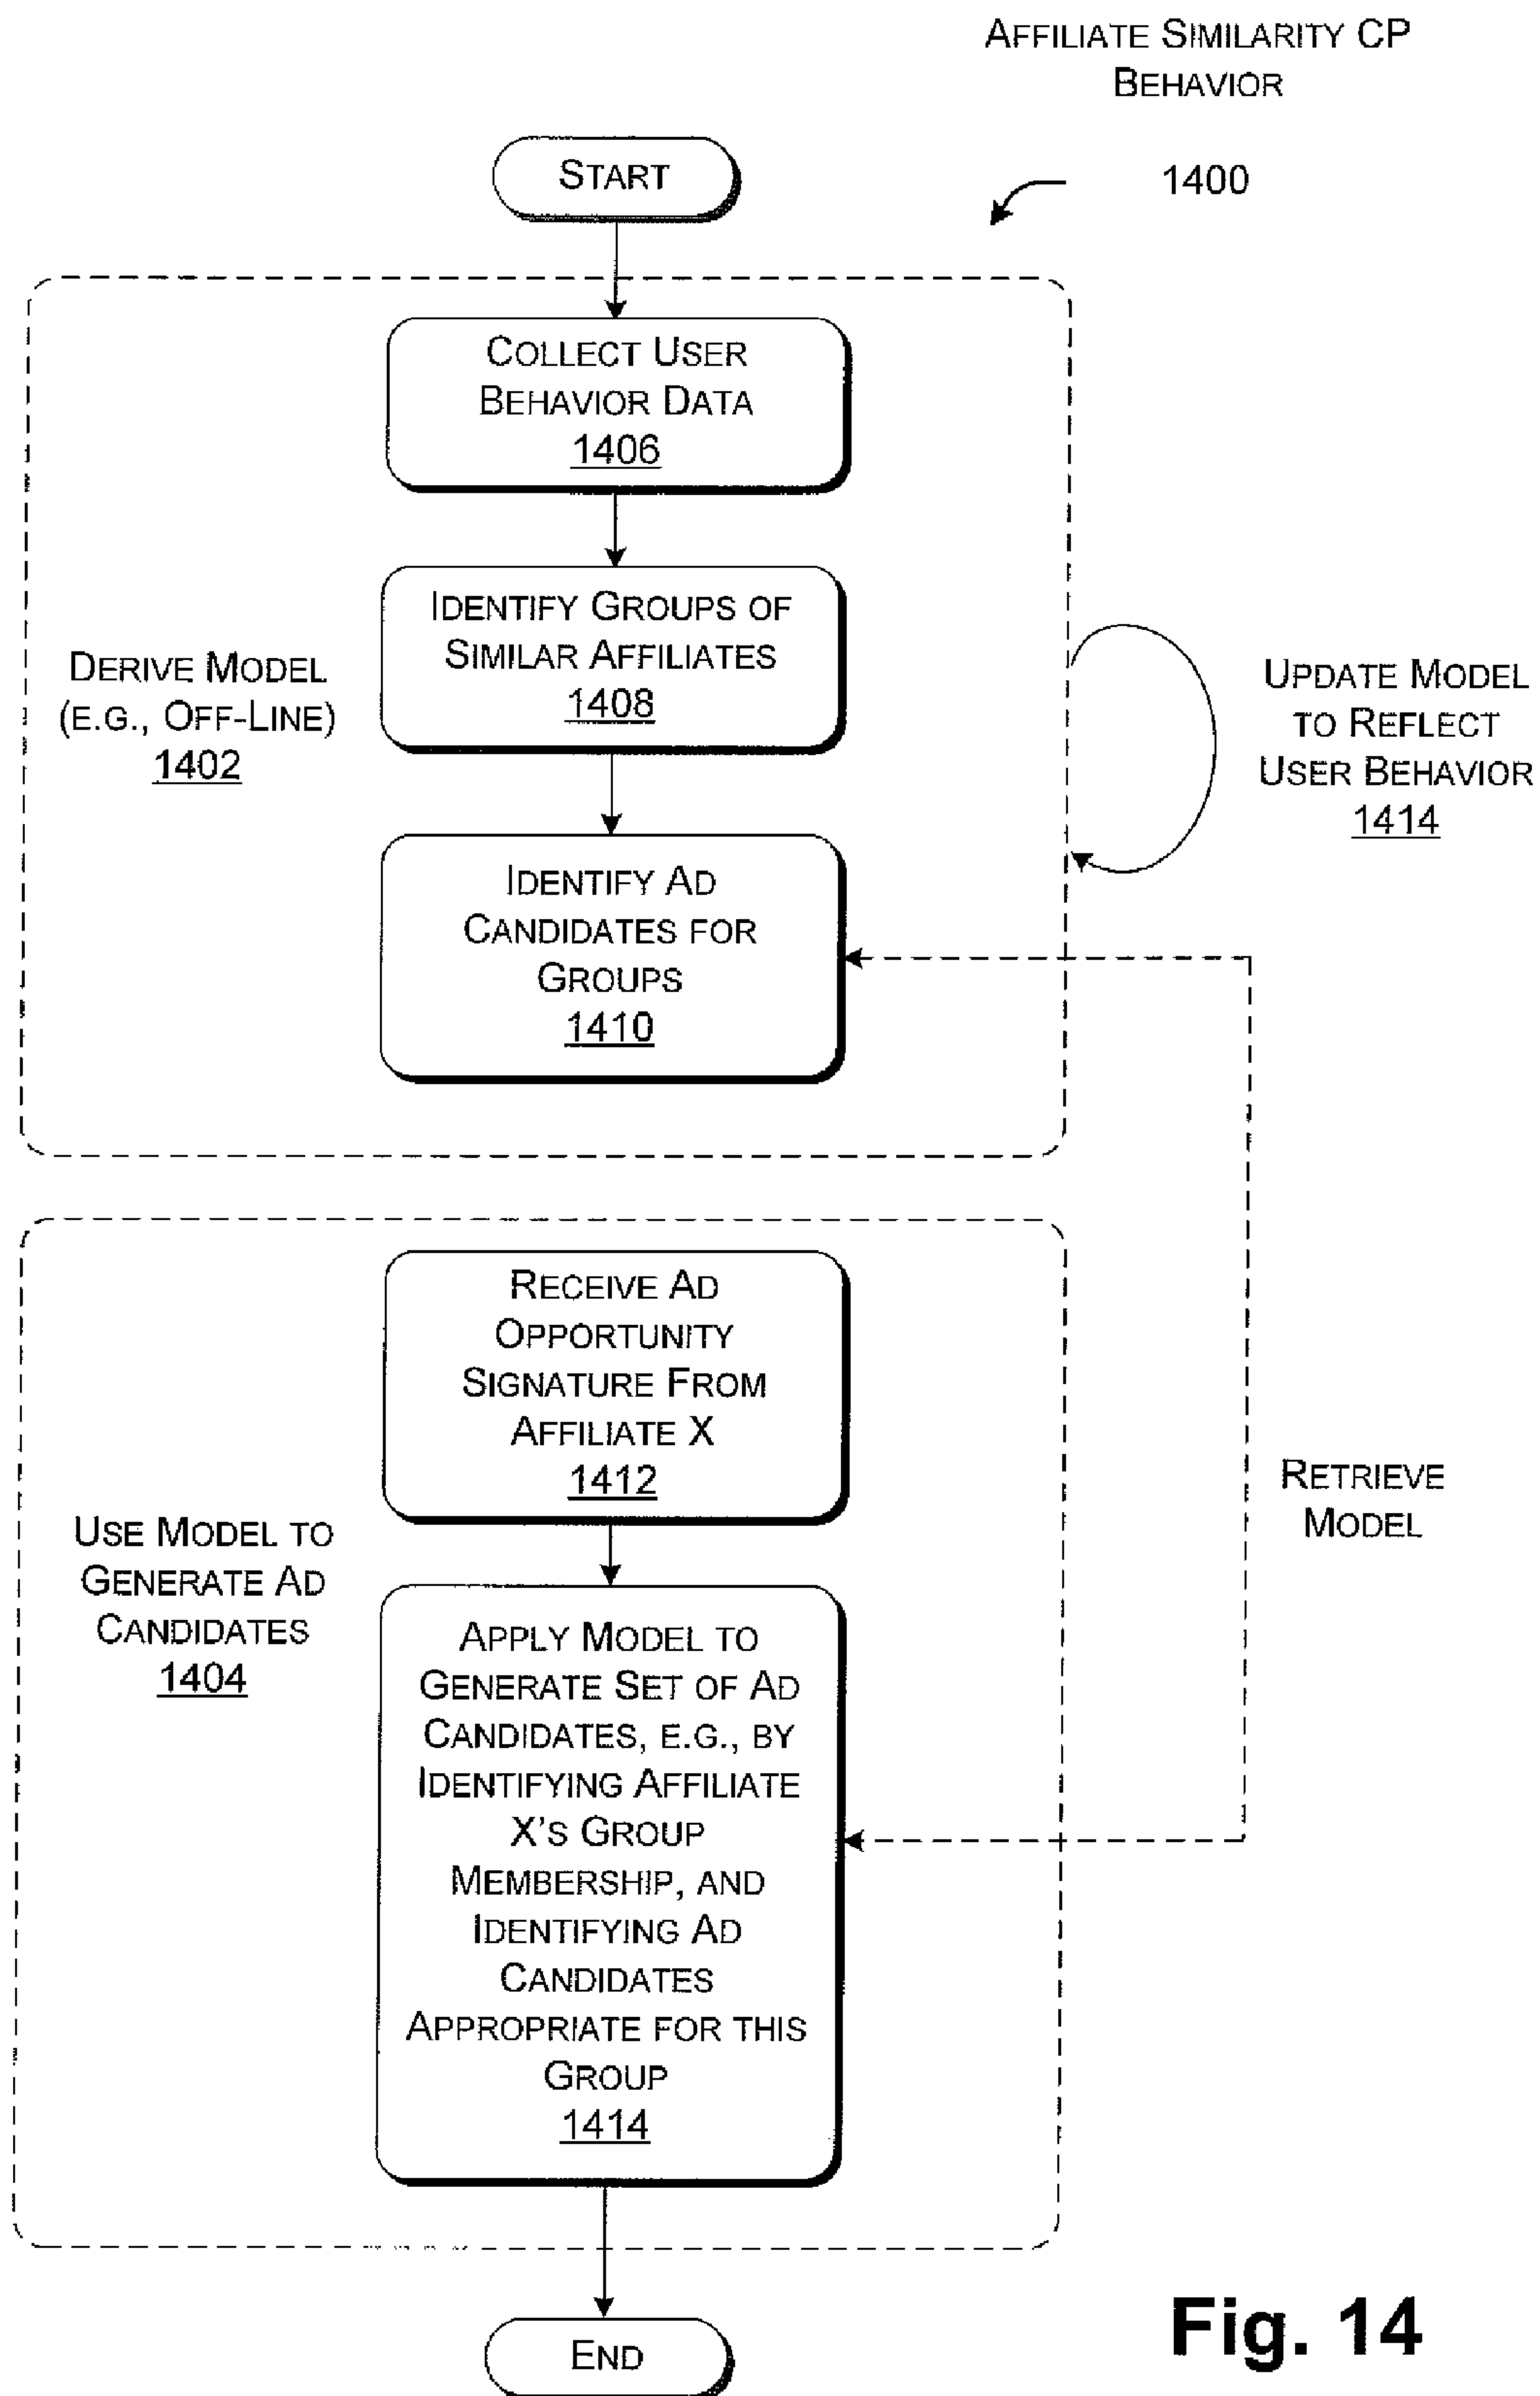 AFFILIATE SIMILARITY CP
BEHAVIOR
1400
START
COLLECT USER
BEHAVIOR DATA
1406
IDENTIFY GROUPS OF
SIMILAR AFFILIATES
1408
DERIVE MODEL
(E.G., OFF-LINE)
1402
UPDATE MODEL
TO REFLECT
USER BEHAVIOR
1414
IDENTIFY AD
CANDIDATES FOR
GROUPS
1410
RECEIVE AD
OPPORTUNITY
SIGNATURE FROM
AFFILIATE X
1412
RETRIEVE
MODEL
USE MODEL TO
GENERATE AD
CANDIDATES
1404
APPLY MODEL TO
GENERATE SET OF AD
CANDIDATES, E.G., BY
IDENTIFYING AFFILIATE
X'S GROUP
MEMBERSHIP, AND
IDENTIFYING AD
CANDIDATES
APPROPRIATE FOR THIS
GROUP
1414
END
Fig. 14